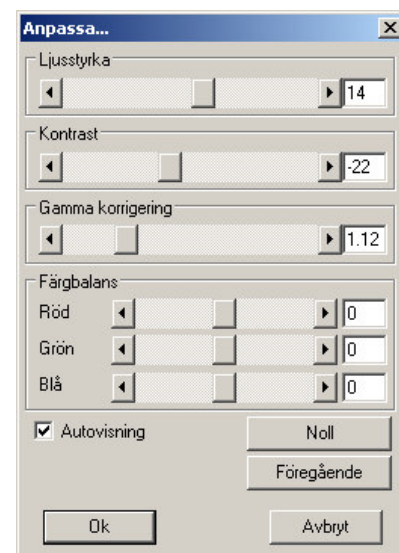 Anpassa...
Ljusstyrka
14
Kontrast
-22
Gamma korrigering
1.12
Färgbalans
Röd 0
Grön 0
Blå 0
Autovisning Noll
Föregående
Ok Avbryt